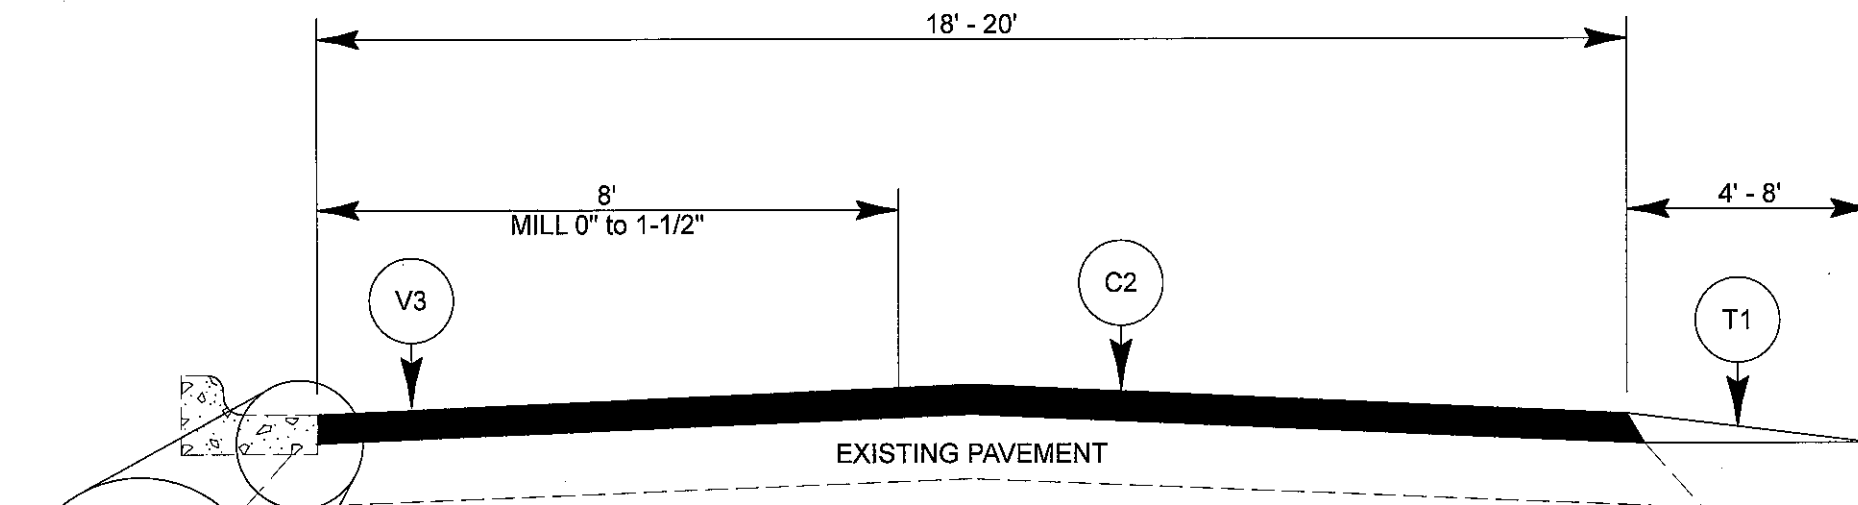 18' - 20'
8'
MILL 0" to 1-1/2"
4' - 8'
V3
C2
T1
EXISTING PAVEMENT